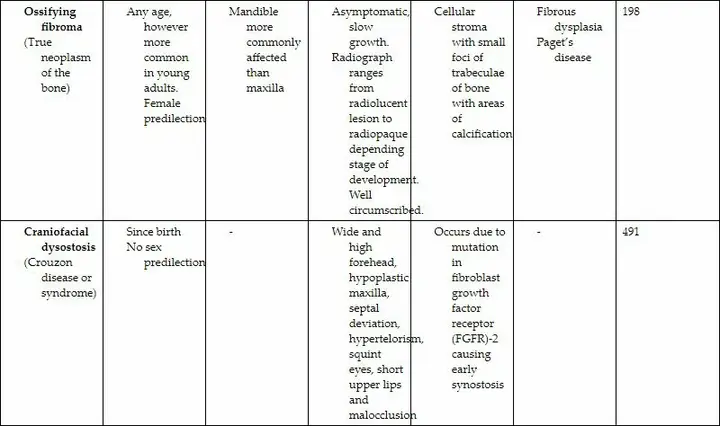 Ossifying
fibroma
(True
neoplasm
of the
bone)
Any age,
however
more
common
in young
adults.
Female
predilection
Mandible
more
commonly
affected
than
maxilla
Asymptomatic,
slow
growth.
Radiograph
ranges
from
radiolucent
lesion to
radiopaque
depending
stage of
development.
Well
circumscribed.
Cellular
stroma
with small
foci of
trabeculae
of bone
with areas
of
calcification
Fibrous
dysplasia
Paget's
disease
198
Craniofacial
dysostosis
(Crouzon
disease or
syndrome)
Since birth
No sex
predilection
-
Wide and
high
forehead,
hypoplastic
maxilla,
septal
deviation,
hypertelorism,
squint
eyes, short
upper lips
and
malocclusion
Occurs due to
mutation
in
fibroblast
growth
factor
receptor
(FGFR)-2
causing
early
synostosis
-
491